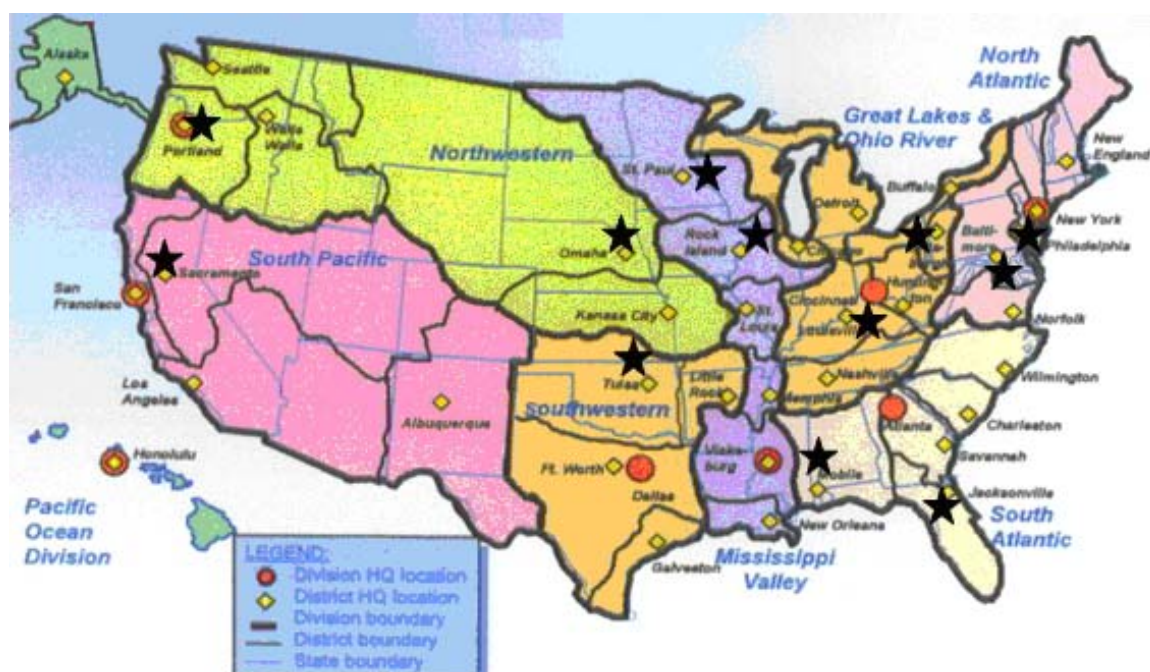 Alaska
Seattle
Portland
Walla
Walla
Northwestern
St. Paul
Great Lakes &
Ohio River
North
Atlantic
New
England
Buffalo
Detroit
New York
Philadelphia
Balti-
more
Rock
Island
Omaha
South Pacific
Sacramento
San
Francisco
Cincinnati
Hunting-
ton
Louisville
Norfolk
Kansas City
St.
Louis
Los
Angeles
Albuquerque
Tulsa
Little
Rock
Southwestern
Nashville
Memphis
Wilmington
Charleston
Atlanta
Savannah
Honolulu
Ft. Worth
Dallas
Vicks-
burg
Mobile
Jacksonville
South
Atlantic
New Orleans
Galveston
Mississippi
Valley
Pacific
Ocean
Division
LEGEND:
Division HQ location
District HQ location
Division boundary
District boundary
State boundary